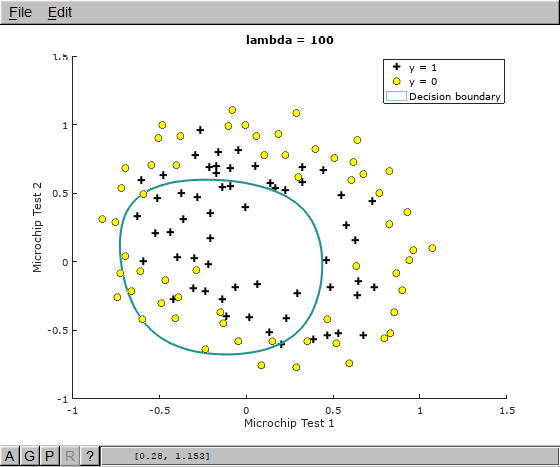 File Edit
lambda = 100
y = 1
y = 0
Decision boundary
1.5
1
0.5
0
-0.5
-1
Microchip Test 2
-1 -0.5 0 0.5 1 1.5
Microchip Test 1
A G P R ? [0.28, 1.153]